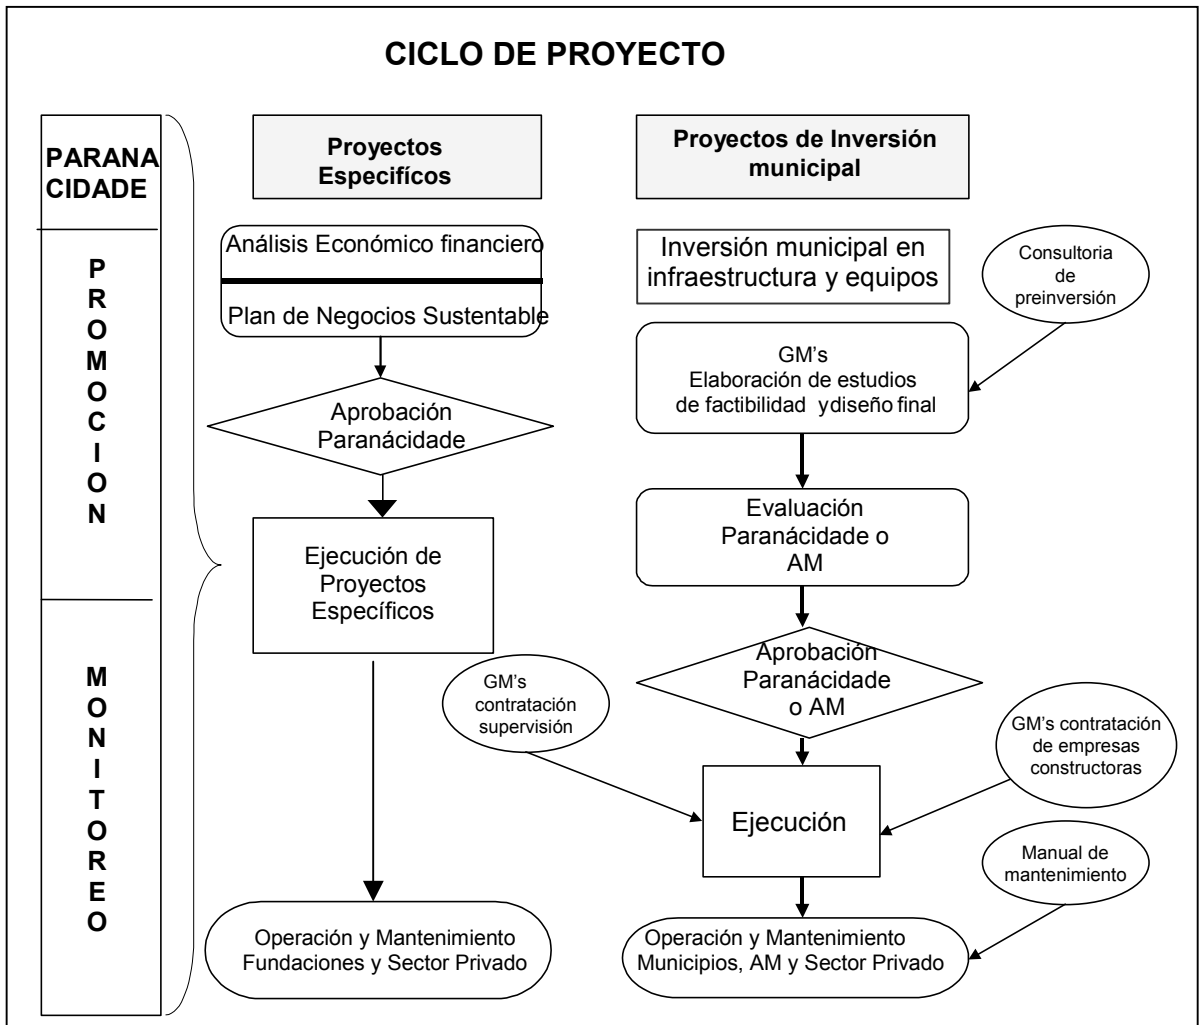 CICLO DE PROYECTO
PARANA
CIDADE
PROMOCION
MONITOREO
Proyectos
Especifícos
Análisis Económico financiero
Plan de Negocios Sustentable
Aprobación
Paranácidade
Ejecución de
Proyectos
Específicos
Operación y Mantenimiento
Fundaciones y Sector Privado
Proyectos de Inversión
municipal
Inversión municipal en
infraestructura y equipos
Consultoria
de
preinversión
GM's
Elaboración de estudios
de factibilidad ydiseño final
Evaluación
Paranácidade o
AM
Aprobación
Paranácidade
o AM
GM's
contratación
supervisión
GM's contratación
de empresas
constructoras
Ejecución
Manual de
mantenimiento
Operación y Mantenimiento
Municipios, AM y Sector Privado